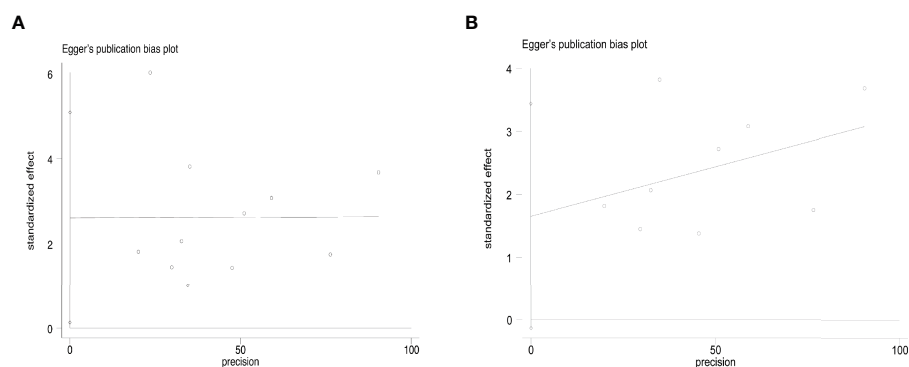 A
Egger's publication bias plot
standardized effect
6
4
2
0
0
50
100
precision
B
Egger's publication bias plot
standardized effect
4
3
2
1
0
0
50
100
precision